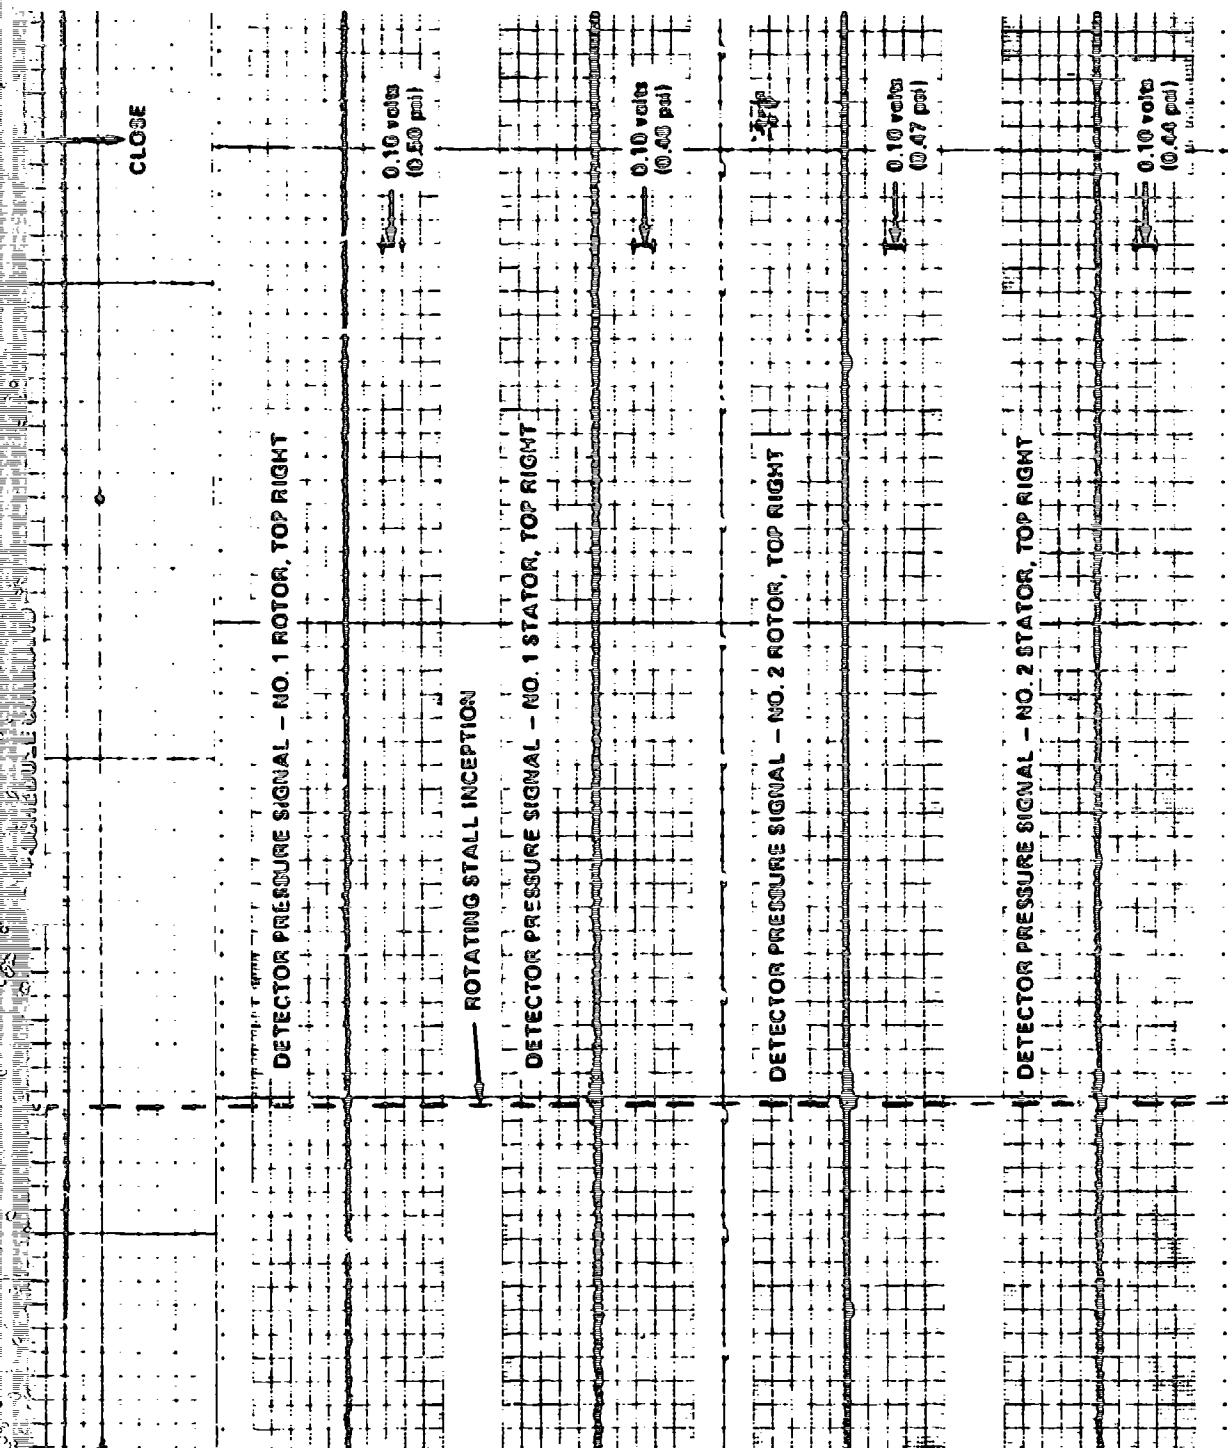 CLOSE
DETECTOR PRESSURE SIGNAL – NO. 1 ROTOR, TOP RIGHT
0.10 volts
(0.50 psi)
ROTATING STALL INCEPTION
DETECTOR PRESSURE SIGNAL – NO. 1 STATOR, TOP RIGHT
0.10 volts
DETECTOR PRESSURE SIGNAL – NO. 2 ROTOR, TOP RIGHT
0.10 volts
(0.47 psi)
DETECTOR PRESSURE SIGNAL – NO. 2 STATOR, TOP RIGHT
0.10 volts
(0.44 psi)